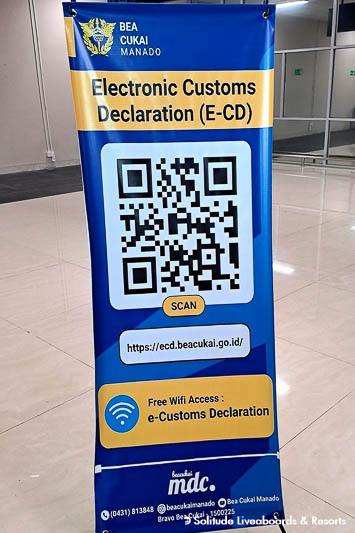 BEA
CUKAI
MANADO
Electronic Customs
Declaration (E-CD)
SCAN
https://ecd.beacukai.go.id/
Free Wifi Access :
e-Customs Declaration
beacukai
mdc.
(0431) 813848 beacukaimanado Bea Cukai Manado
Bravo Bea Cukai - 1500225
Solitude Liveaboards & Resorts